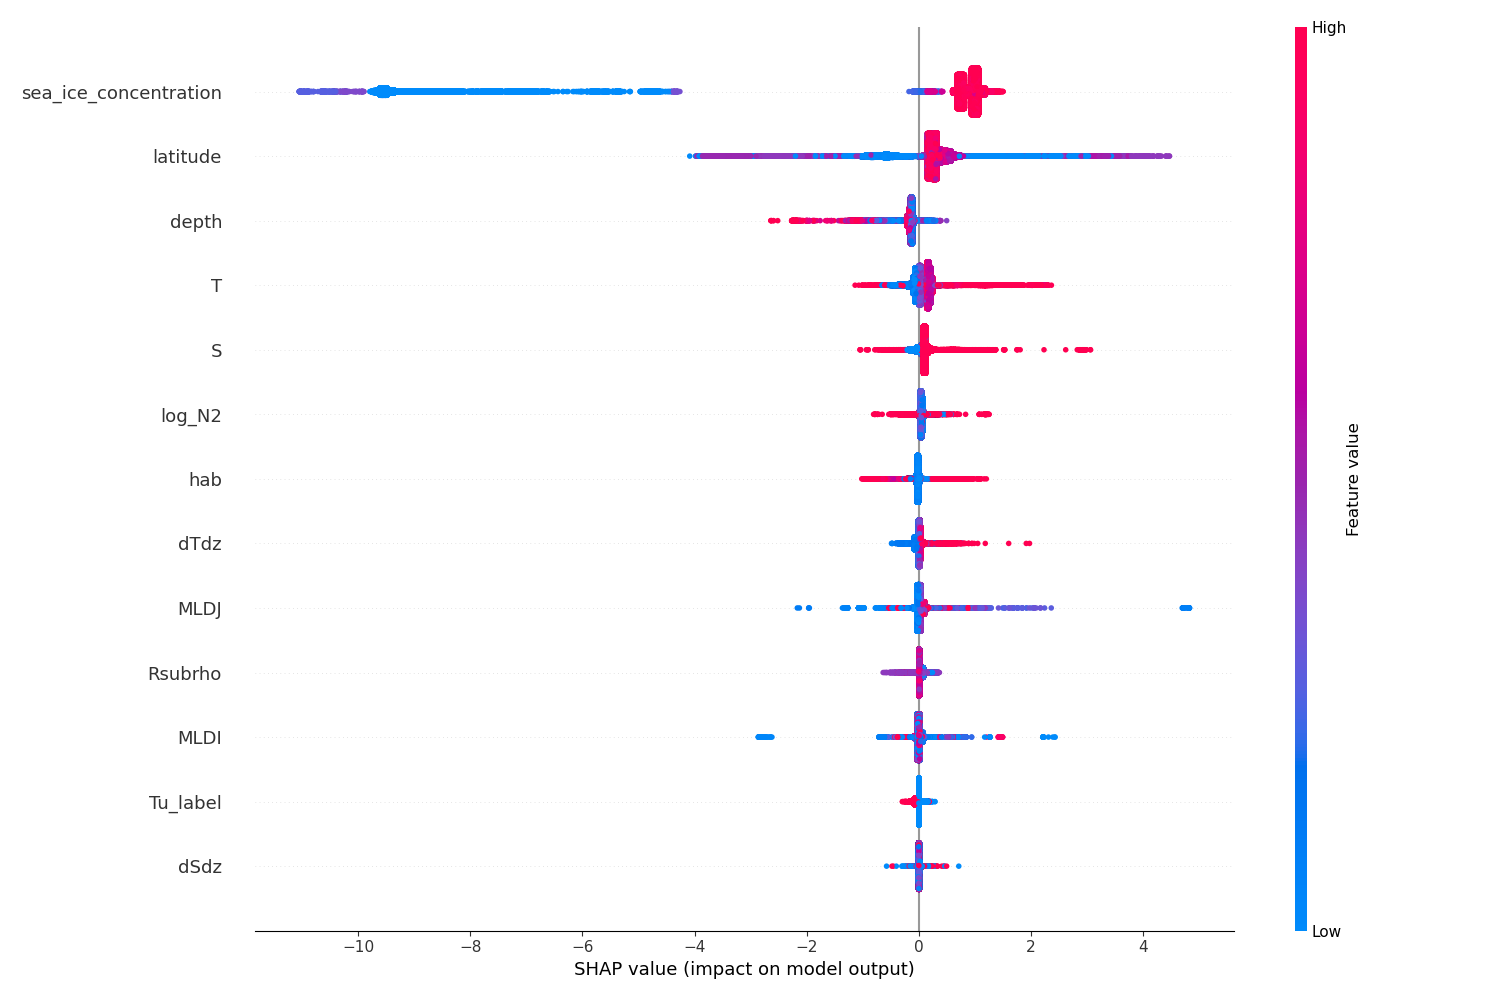 High
sea_ice_concentration
latitude
depth
T
S
log_N2
hab
dTdz
MLDJ
Rsubrho
MLDI
Tu_label
dSdz
Feature value
Low
−10 −8 −6 −4 −2 0 2 4
SHAP value (impact on model output)